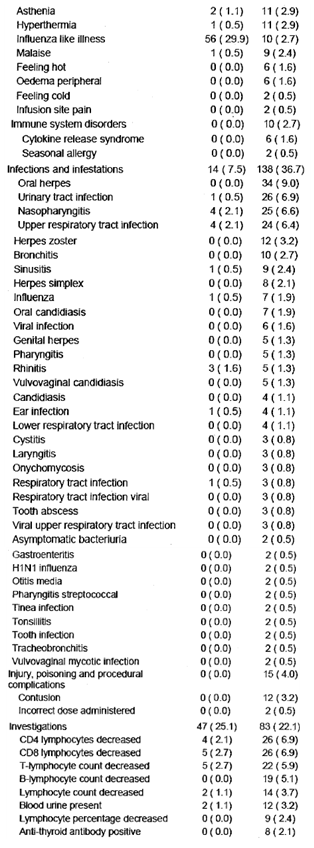 Asthenia 2 ( 1.1) 11 ( 2.9)
Hyperthermia 1 ( 0.5) 11 ( 2.9)
Influenza like illness 56 ( 29.9) 10 ( 2.7)
Malaise 1 ( 0.5) 9 ( 2.4)
Feeling hot 0 ( 0.0) 6 ( 1.6)
Oedema peripheral 0 ( 0.0) 6 ( 1.6)
Feeling cold 0 ( 0.0) 2 ( 0.5)
Infusion site pain 0 ( 0.0) 2 ( 0.5)
Immune system disorders 0 ( 0.0) 10 ( 2.7)
Cytokine release syndrome 0 ( 0.0) 6 ( 1.6)
Seasonal allergy 0 ( 0.0) 2 ( 0.5)
Infections and infestations 14 ( 7.5) 138 ( 36.7)
Oral herpes 0 ( 0.0) 34 ( 9.0)
Urinary tract infection 1 ( 0.5) 26 ( 6.9)
Nasopharyngitis 4 ( 2.1) 25 ( 6.6)
Upper respiratory tract infection 4 ( 2.1) 24 ( 6.4)
Herpes zoster 0 ( 0.0) 12 ( 3.2)
Bronchitis 0 ( 0.0) 10 ( 2.7)
Sinusitis 1 ( 0.5) 9 ( 2.4)
Herpes simplex 0 ( 0.0) 8 ( 2.1)
Influenza 1 ( 0.5) 7 ( 1.9)
Oral candidiasis 0 ( 0.0) 7 ( 1.9)
Viral infection 0 ( 0.0) 6 ( 1.6)
Genital herpes 0 ( 0.0) 5 ( 1.3)
Pharyngitis 0 ( 0.0) 5 ( 1.3)
Rhinitis 3 ( 1.6) 5 ( 1.3)
Vulvovaginal candidiasis 0 ( 0.0) 5 ( 1.3)
Candidiasis 0 ( 0.0) 4 ( 1.1)
Ear infection 1 ( 0.5) 4 ( 1.1)
Lower respiratory tract infection 0 ( 0.0) 4 ( 1.1)
Cystitis 0 ( 0.0) 3 ( 0.8)
Laryngitis 0 ( 0.0) 3 ( 0.8)
Onychomycosis 0 ( 0.0) 3 ( 0.8)
Respiratory tract infection 1 ( 0.5) 3 ( 0.8)
Respiratory tract infection viral 0 ( 0.0) 3 ( 0.8)
Tooth abscess 0 ( 0.0) 3 ( 0.8)
Viral upper respiratory tract infection 0 ( 0.0) 3 ( 0.8)
Asymptomatic bacteriuria 0 ( 0.0) 2 ( 0.5)
Gastroenteritis 0 ( 0.0) 2 ( 0.5)
H1N1 influenza 0 ( 0.0) 2 ( 0.5)
Otitis media 0 ( 0.0) 2 ( 0.5)
Pharyngitis streptococcal 0 ( 0.0) 2 ( 0.5)
Tinea infection 0 ( 0.0) 2 ( 0.5)
Tonsillitis 0 ( 0.0) 2 ( 0.5)
Tooth infection 0 ( 0.0) 2 ( 0.5)
Tracheobronchitis 0 ( 0.0) 2 ( 0.5)
Vulvovaginal mycotic infection 0 ( 0.0) 2 ( 0.5)
Injury, poisoning and procedural 0 ( 0.0) 15 ( 4.0)
complications
Contusion 0 ( 0.0) 12 ( 3.2)
Incorrect dose administered 0 ( 0.0) 2 ( 0.5)
Investigations 47 ( 25.1) 83 ( 22.1)
CD4 lymphocytes decreased 4 ( 2.1) 26 ( 6.9)
CD8 lymphocytes decreased 5 ( 2.7) 26 ( 6.9)
T-lymphocyte count decreased 5 ( 2.7) 22 ( 5.9)
B-lymphocyte count decreased 0 ( 0.0) 19 ( 5.1)
Lymphocyte count decreased 2 ( 1.1) 14 ( 3.7)
Blood urine present 2 ( 1.1) 12 ( 3.2)
Lymphocyte percentage decreased 0 ( 0.0) 9 ( 2.4)
Anti-thyroid antibody positive 0 ( 0.0) 8 ( 2.1)